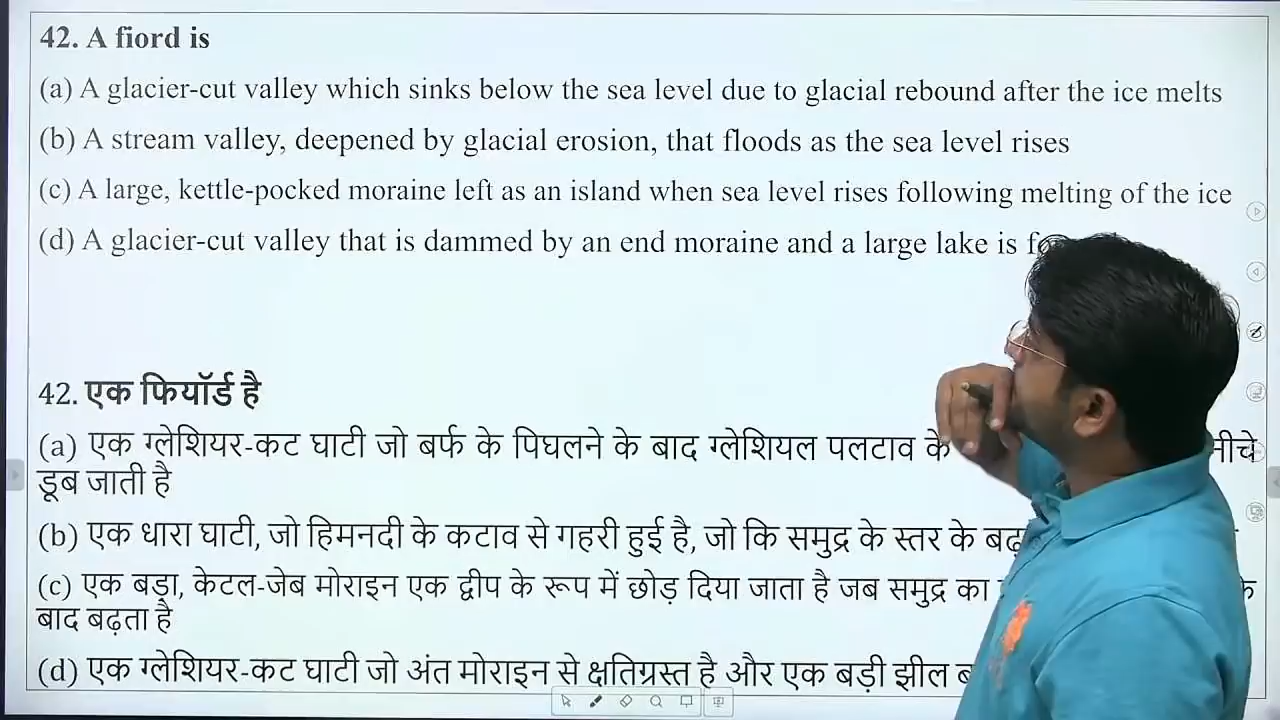 42. A fiord is
(a) A glacier-cut valley which sinks below the sea level due to glacial rebound after the ice melts
(b) A stream valley, deepened by glacial erosion, that floods as the sea level rises
(c) A large, kettle-pocked moraine left as an island when sea level rises following melting of the ice
(d) A glacier-cut valley that is dammed by an end moraine and a large lake is
42. एक फियॉर्ड है
(a) एक ग्लेशियर-कट घाटी जो बर्फ के पिघलने के बाद ग्लेशियल पलटाव के नीचे
डूब जाती है
(b) एक धारा घाटी, जो हिमनदी के कटाव से गहरी हुई है, जो कि समुद्र के स्तर के
(c) एक बड़ा, केटल-जेब मोराइन एक द्वीप के रूप में छोड़ दिया जाता है जब समुद्र का के
बाद बढ़ता है
(d) एक ग्लेशियर-कट घाटी जो अंत मोराइन से क्षतिग्रस्त है और एक बड़ी झील